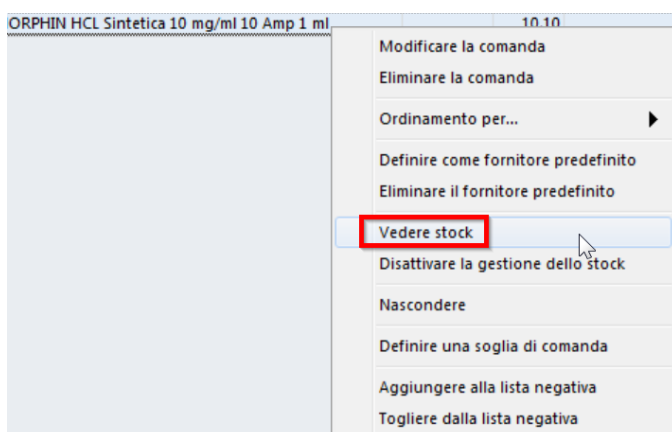 ORPHIN HCL Sintetica 10 mg/ml 10 Amp 1 ml 10.10
Modificare la comanda
Eliminare la comanda
Ordinamento per...
Definire come fornitore predefinito
Eliminare il fornitore predefinito
Vedere stock
Disattivare la gestione dello stock
Nascondere
Definire una soglia di comanda
Aggiungere alla lista negativa
Togliere dalla lista negativa